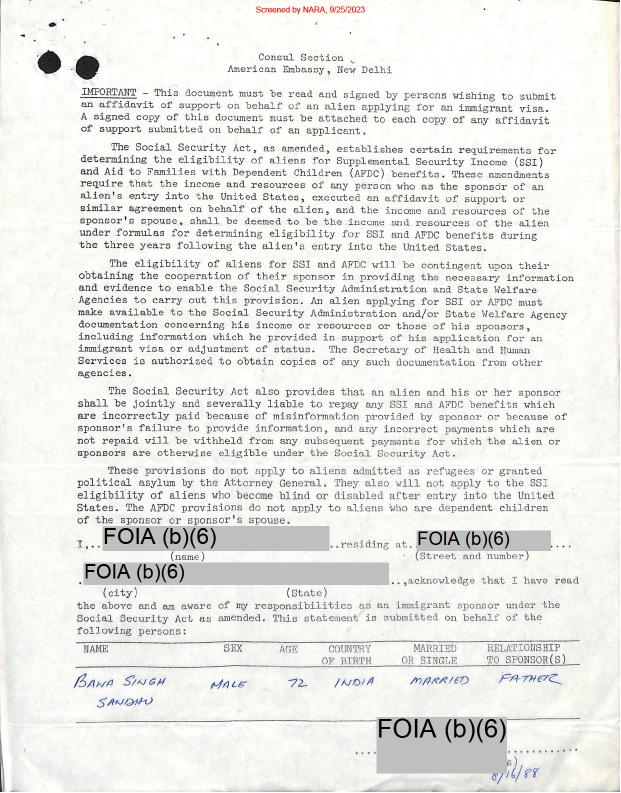 Screened by NARA, 9/25/2023
Consul Section
American Embassy, New Delhi
IMPORTANT - This document must be read and signed by persons wishing to submit
an affidavit of support on behalf of an alien applying for an immigrant visa.
A signed copy of this document must be attached to each copy of any affidavit
of support submitted on behalf of an applicant.
The Social Security Act, as amended, establishes certain requirements for
determining the eligibility of aliens for Supplemental Security Income (SSI)
and Aid to Families with Dependent Children (AFDC) benefits. These amendments
require that the income and resources of any person who as the sponsor of an
alien's entry into the United States, executed an affidavit of support or
similar agreement on behalf of the alien, and the income and resources of the
sponsor's spouse, shall be deemed to be the income and resources of the alien
under formulas for determining eligibility for SSI and AFDC benefits during
the three years following the alien's entry into the United States.
The eligibility of aliens for SSI and AFDC will be contingent upon their
obtaining the cooperation of their sponsor in providing the necessary information
and evidence to enable the Social Security Administration and State Welfare
Agencies to carry out this provision. An alien applying for SSI or AFDC must
make available to the Social Security Administration and/or State Welfare Agency
documentation concerning his income or resources or those of his sponsors,
including information which he provided in support of his application for an
immigrant visa or adjustment of status. The Secretary of Health and Human
Services is authorized to obtain copies of any such documentation from other
agencies.
The Social Security Act also provides that an alien and his or her sponsor
shall be jointly and severally liable to repay any SSI and AFDC benefits which
are incorrectly paid because of misinformation provided by sponsor or because of
sponsor's failure to provide information, and any incorrect payments which are
not repaid will be withheld from any subsequent payments for which the alien or
sponsors are otherwise eligible under the Social Security Act.
These provisions do not apply to aliens admitted as refugees or granted
political asylum by the Attorney General. They also will not apply to the SSI
eligibility of aliens who become blind or disabled after entry into the United
States. The AFDC provisions do not apply to aliens who are dependent children
of the sponsor or sponsor's spouse.
I,.. FOIA (b)(6) ..residing at.. FOIA (b)(6) ....
(name) (Street and number)
. FOIA (b)(6) ..,acknowledge that I have read
(city) (State)
the above and am aware of my responsibilities as an immigrant sponsor under the
Social Security Act as amended. This statement is submitted on behalf of the
following persons:
NAME SEX AGE COUNTRY MARRIED RELATIONSHIP
OF BIRTH OR SINGLE TO SPONSOR(S)
BAWA SINGH MALE 72 INDIA MARRIED FATHER
SANDHU
FOIA (b)(6)